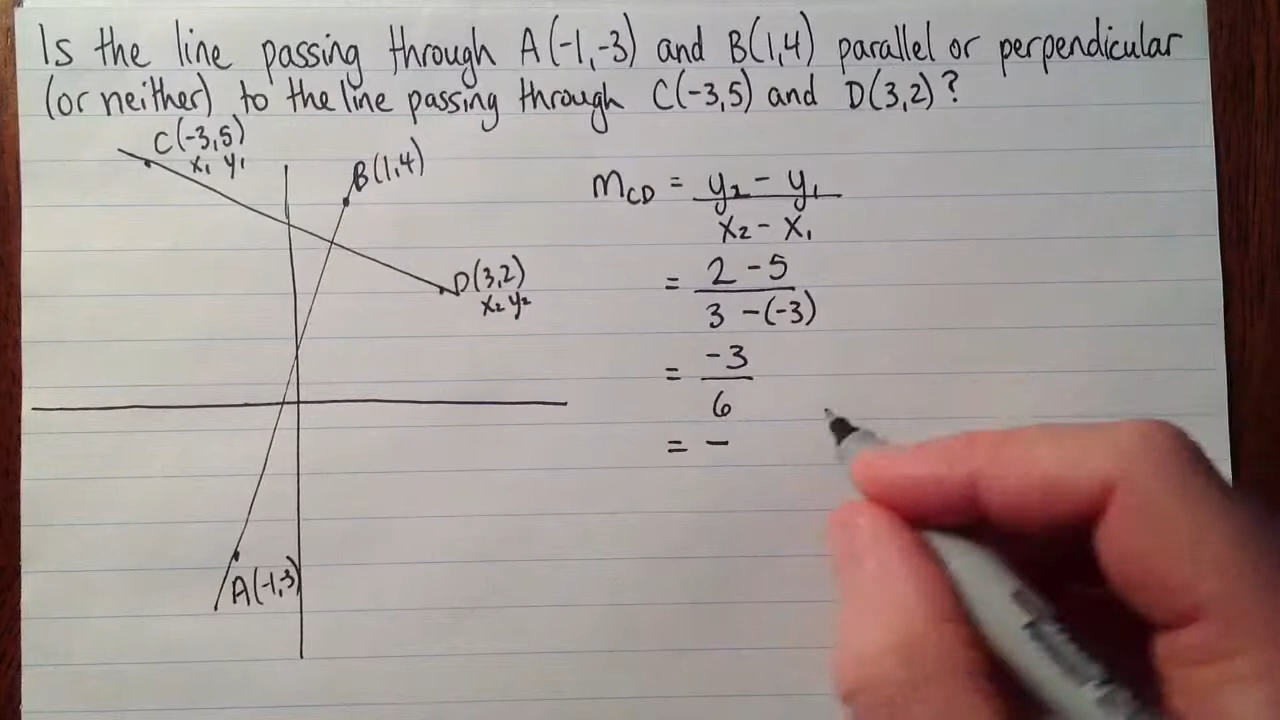 Is the line passing through A(-1,-3) and B(1,4) parallel or perpendicular
(or neither) to the line passing through C(-3,5) and D(3,2)?
C(-3,5)
x₁ y₁
B(1,4)
D(3,2)
x₂ y₂
A(-1,-3)
m_CD = y₂ - y₁
x₂ - x₁
= 2 - 5
3 - (-3)
= -3
6
= -